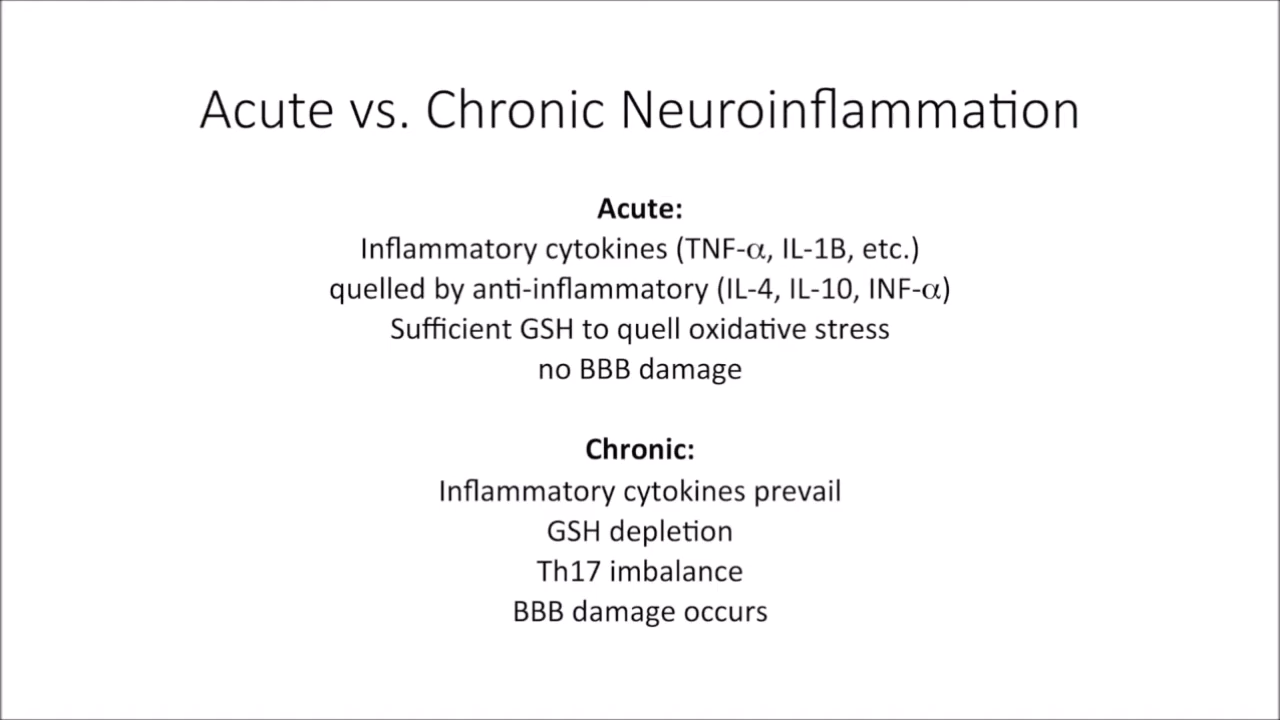 Acute vs. Chronic Neuroinflammation
Acute:
Inflammatory cytokines (TNF-α, IL-1B, etc.)
quelled by anti-inflammatory (IL-4, IL-10, INF-α)
Sufficient GSH to quell oxidative stress
no BBB damage
Chronic:
Inflammatory cytokines prevail
GSH depletion
Th17 imbalance
BBB damage occurs